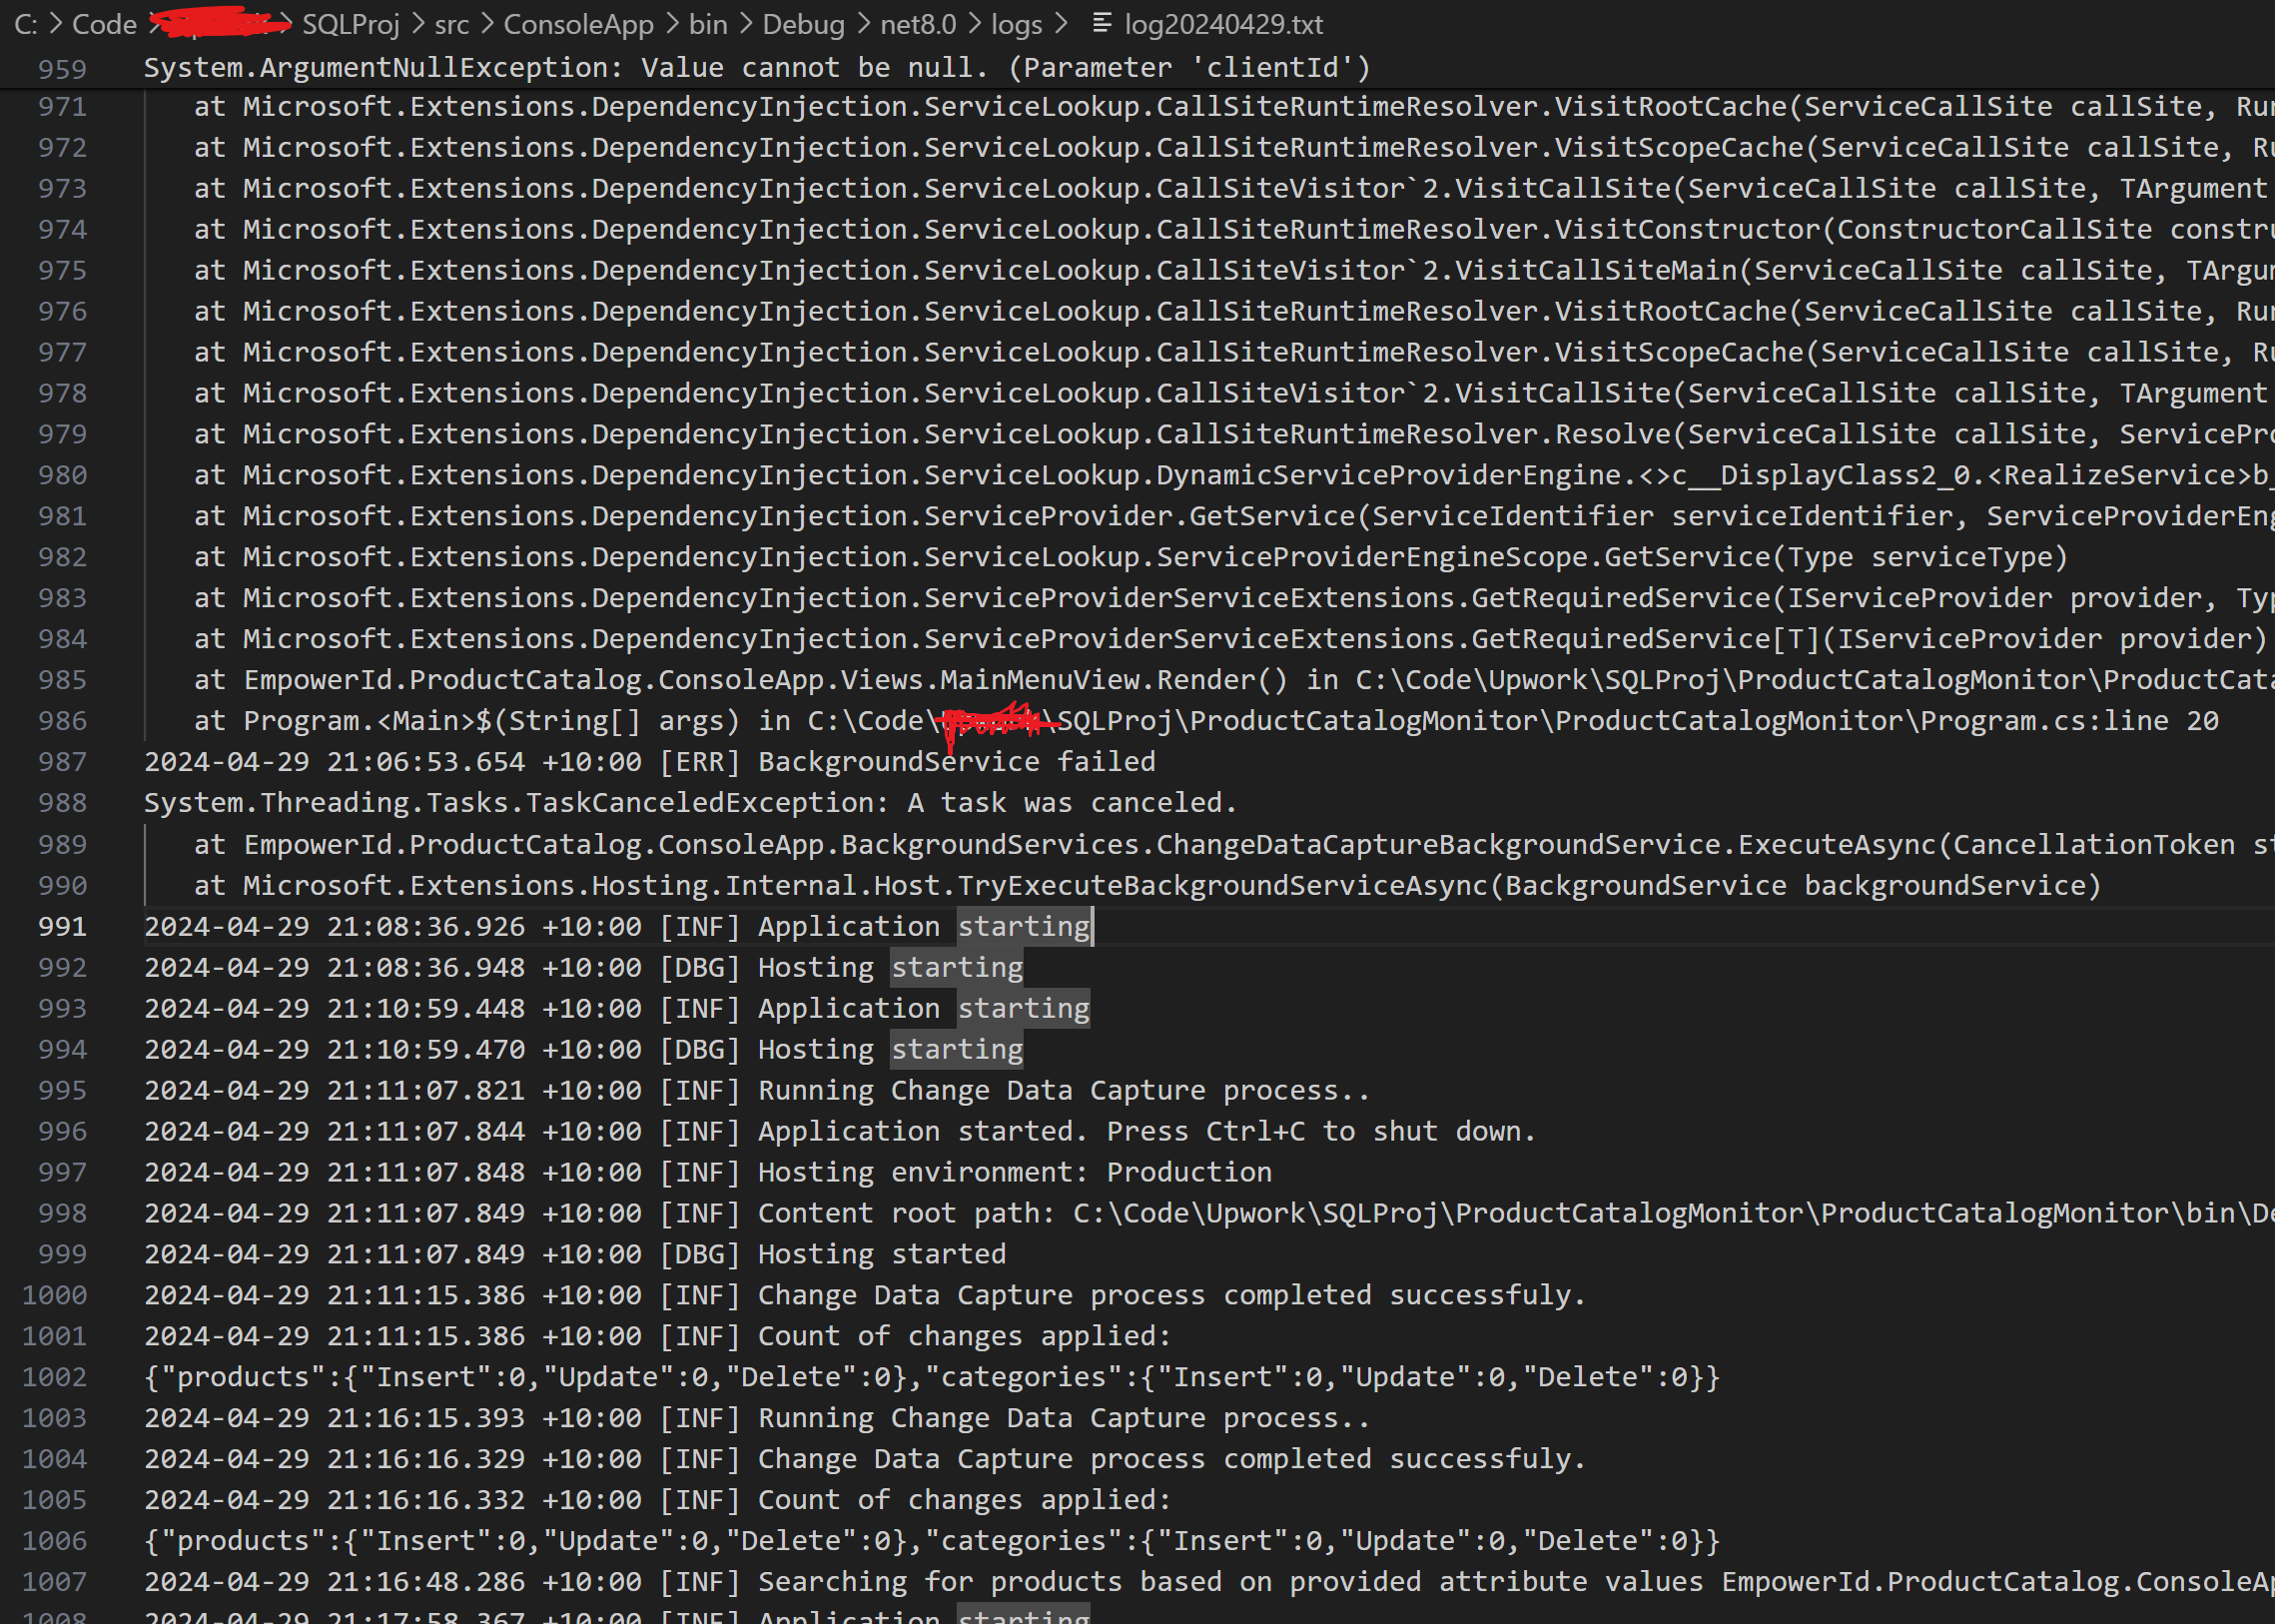 C: > Code > > SQLProj > src > ConsoleApp > bin > Debug > net8.0 > logs > log20240429.txt
959 System.ArgumentNullException: Value cannot be null. (Parameter 'clientId')
971 at Microsoft.Extensions.DependencyInjection.ServiceLookup.CallSiteRuntimeResolver.VisitRootCache(ServiceCallSite callSite, Run
972 at Microsoft.Extensions.DependencyInjection.ServiceLookup.CallSiteRuntimeResolver.VisitScopeCache(ServiceCallSite callSite, Ru
973 at Microsoft.Extensions.DependencyInjection.ServiceLookup.CallSiteVisitor`2.VisitCallSite(ServiceCallSite callSite, TArgument
974 at Microsoft.Extensions.DependencyInjection.ServiceLookup.CallSiteRuntimeResolver.VisitConstructor(ConstructorCallSite constru
975 at Microsoft.Extensions.DependencyInjection.ServiceLookup.CallSiteVisitor`2.VisitCallSiteMain(ServiceCallSite callSite, TArgum
976 at Microsoft.Extensions.DependencyInjection.ServiceLookup.CallSiteRuntimeResolver.VisitRootCache(ServiceCallSite callSite, Run
977 at Microsoft.Extensions.DependencyInjection.ServiceLookup.CallSiteRuntimeResolver.VisitScopeCache(ServiceCallSite callSite, Ru
978 at Microsoft.Extensions.DependencyInjection.ServiceLookup.CallSiteVisitor`2.VisitCallSite(ServiceCallSite callSite, TArgument
979 at Microsoft.Extensions.DependencyInjection.ServiceLookup.CallSiteRuntimeResolver.Resolve(ServiceCallSite callSite, ServicePro
980 at Microsoft.Extensions.DependencyInjection.ServiceLookup.DynamicServiceProviderEngine.<>c__DisplayClass2_0.<RealizeService>b_
981 at Microsoft.Extensions.DependencyInjection.ServiceProvider.GetService(ServiceIdentifier serviceIdentifier, ServiceProviderEng
982 at Microsoft.Extensions.DependencyInjection.ServiceLookup.ServiceProviderEngineScope.GetService(Type serviceType)
983 at Microsoft.Extensions.DependencyInjection.ServiceProviderServiceExtensions.GetRequiredService(IServiceProvider provider, Typ
984 at Microsoft.Extensions.DependencyInjection.ServiceProviderServiceExtensions.GetRequiredService[T](IServiceProvider provider)
985 at EmpowerId.ProductCatalog.ConsoleApp.Views.MainMenuView.Render() in C:\Code\Upwork\SQLProj\ProductCatalogMonitor\ProductCata
986 at Program.<Main>$(String[] args) in C:\Code\ \SQLProj\ProductCatalogMonitor\ProductCatalogMonitor\Program.cs:line 20
987 2024-04-29 21:06:53.654 +10:00 [ERR] BackgroundService failed
988 System.Threading.Tasks.TaskCanceledException: A task was canceled.
989 at EmpowerId.ProductCatalog.ConsoleApp.BackgroundServices.ChangeDataCaptureBackgroundService.ExecuteAsync(CancellationToken st
990 at Microsoft.Extensions.Hosting.Internal.Host.TryExecuteBackgroundServiceAsync(BackgroundService backgroundService)
991 2024-04-29 21:08:36.926 +10:00 [INF] Application starting
992 2024-04-29 21:08:36.948 +10:00 [DBG] Hosting starting
993 2024-04-29 21:10:59.448 +10:00 [INF] Application starting
994 2024-04-29 21:10:59.470 +10:00 [DBG] Hosting starting
995 2024-04-29 21:11:07.821 +10:00 [INF] Running Change Data Capture process..
996 2024-04-29 21:11:07.844 +10:00 [INF] Application started. Press Ctrl+C to shut down.
997 2024-04-29 21:11:07.848 +10:00 [INF] Hosting environment: Production
998 2024-04-29 21:11:07.849 +10:00 [INF] Content root path: C:\Code\Upwork\SQLProj\ProductCatalogMonitor\ProductCatalogMonitor\bin\De
999 2024-04-29 21:11:07.849 +10:00 [DBG] Hosting started
1000 2024-04-29 21:11:15.386 +10:00 [INF] Change Data Capture process completed successfuly.
1001 2024-04-29 21:11:15.386 +10:00 [INF] Count of changes applied:
1002 {"products":{"Insert":0,"Update":0,"Delete":0},"categories":{"Insert":0,"Update":0,"Delete":0}}
1003 2024-04-29 21:16:15.393 +10:00 [INF] Running Change Data Capture process..
1004 2024-04-29 21:16:16.329 +10:00 [INF] Change Data Capture process completed successfuly.
1005 2024-04-29 21:16:16.332 +10:00 [INF] Count of changes applied:
1006 {"products":{"Insert":0,"Update":0,"Delete":0},"categories":{"Insert":0,"Update":0,"Delete":0}}
1007 2024-04-29 21:16:48.286 +10:00 [INF] Searching for products based on provided attribute values EmpowerId.ProductCatalog.ConsoleAp
1008 2024-04-29 21:17:58.367 +10:00 [INF] Application starting